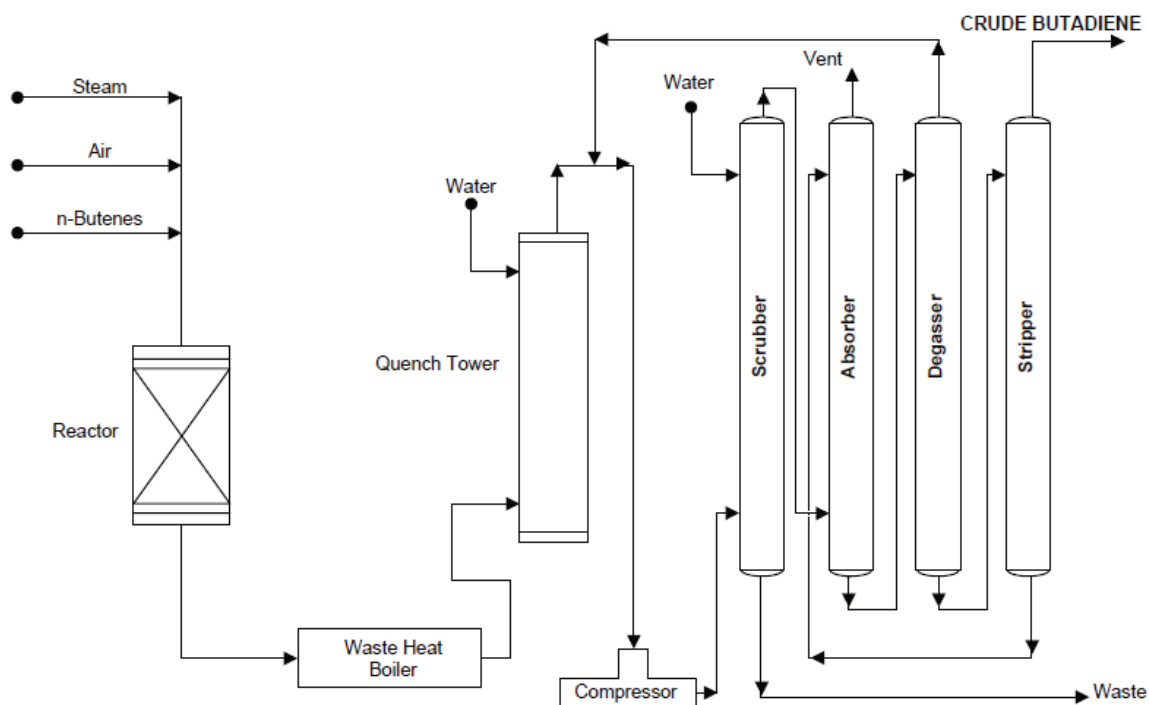 CRUDE BUTADIENE
Vent
Water
Steam
Air
n-Butenes
Water
Scrubber
Absorber
Degasser
Stripper
Quench Tower
Reactor
Waste Heat
Boiler
Compressor
Waste